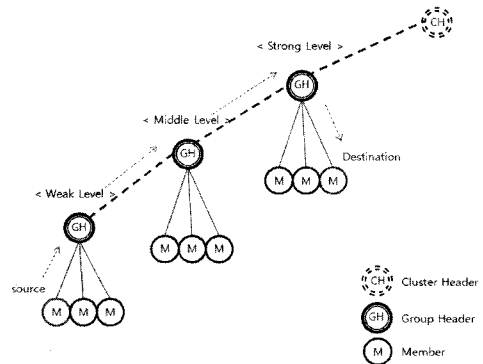 CH
< Strong Level >
GH
< Middle Level >
Destination
GH
M M M
< Weak Level >
GH
M M M
source
CH Cluster Header
M M M
GH Group Header
M Member